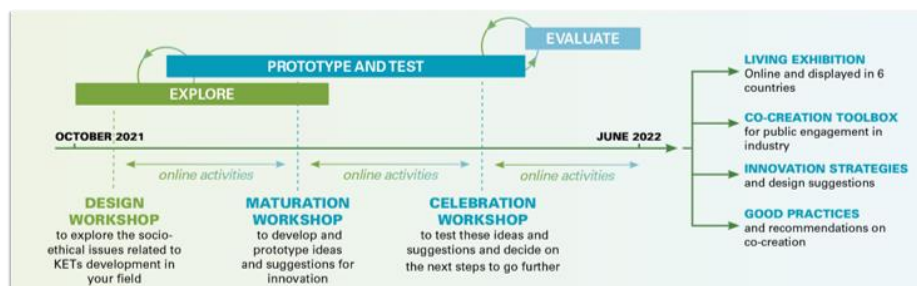 EVALUATE
PROTOTYPE AND TEST
EXPLORE
OCTOBER 2021
JUNE 2022
online activities
online activities
online activities
DESIGN
WORKSHOP
to explore the socio-
ethical issues related to
KETs development in
your field
MATURATION
WORKSHOP
to develop and
prototype ideas
and suggestions for
innovation
CELEBRATION
WORKSHOP
to test these ideas and
suggestions and decide on
the next steps to go further
LIVING EXHIBITION
Online and displayed in 6
countries
CO-CREATION TOOLBOX
for public engagement in
industry
INNOVATION STRATEGIES
and design suggestions
GOOD PRACTICES
and recommendations on
co-creation